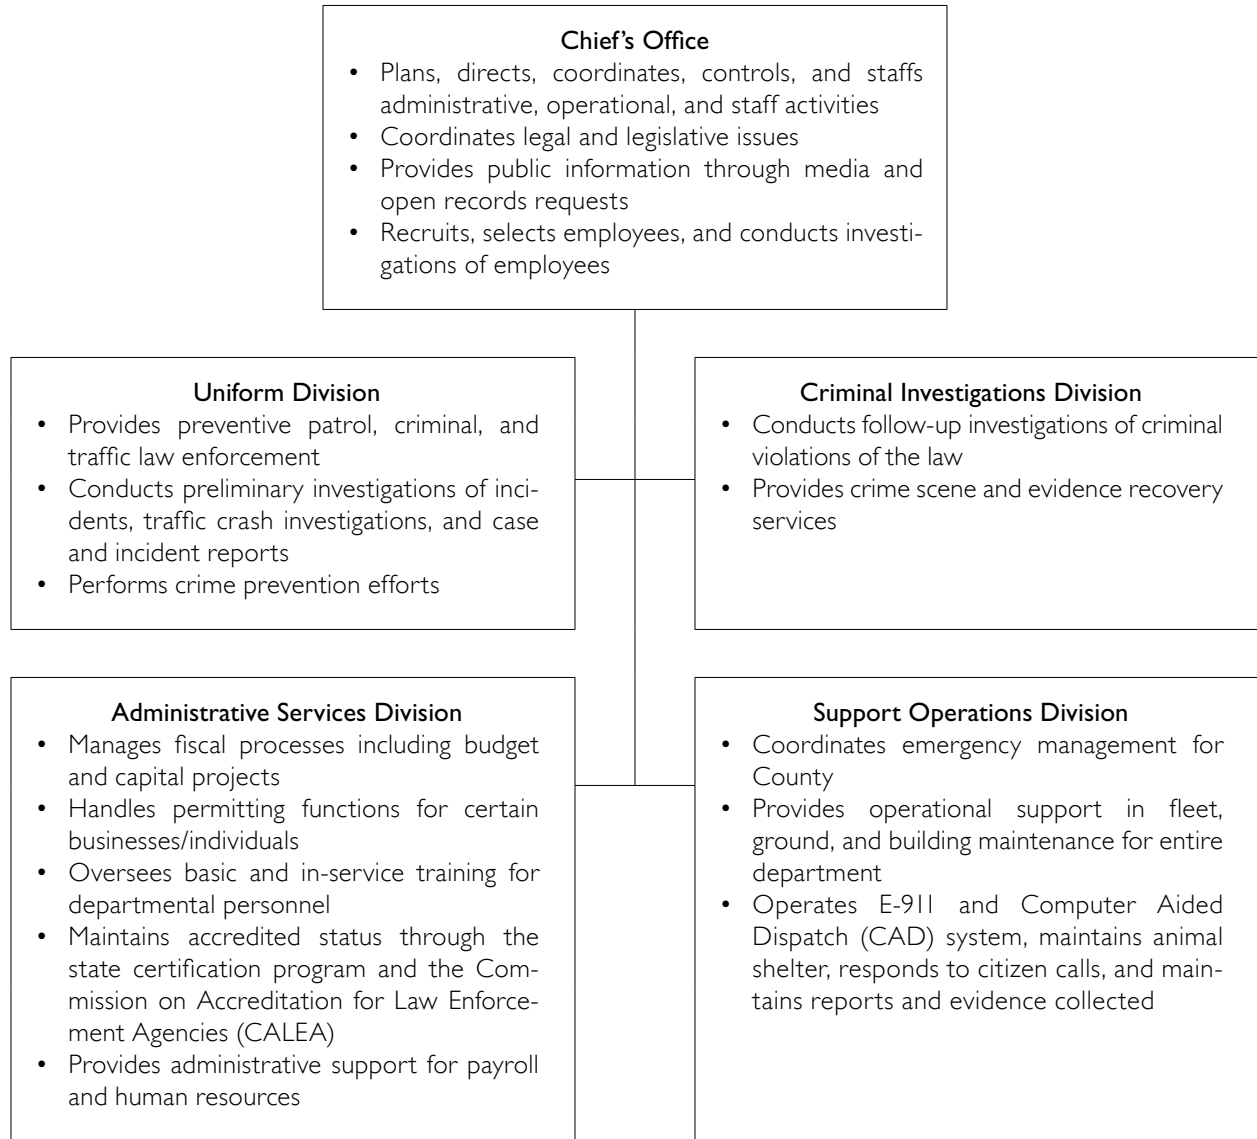 Chief's Office
• Plans, directs, coordinates, controls, and staffs
administrative, operational, and staff activities
• Coordinates legal and legislative issues
• Provides public information through media and
open records requests
• Recruits, selects employees, and conducts investi-
gations of employees
Uniform Division
• Provides preventive patrol, criminal, and
traffic law enforcement
• Conducts preliminary investigations of inci-
dents, traffic crash investigations, and case
and incident reports
• Performs crime prevention efforts
Criminal Investigations Division
• Conducts follow-up investigations of criminal
violations of the law
• Provides crime scene and evidence recovery
services
Administrative Services Division
• Manages fiscal processes including budget
and capital projects
• Handles permitting functions for certain
businesses/individuals
• Oversees basic and in-service training for
departmental personnel
• Maintains accredited status through the
state certification program and the Com-
mission on Accreditation for Law Enforce-
ment Agencies (CALEA)
• Provides administrative support for payroll
and human resources
Support Operations Division
• Coordinates emergency management for
County
• Provides operational support in fleet,
ground, and building maintenance for entire
department
• Operates E-911 and Computer Aided
Dispatch (CAD) system, maintains animal
shelter, responds to citizen calls, and main-
tains reports and evidence collected